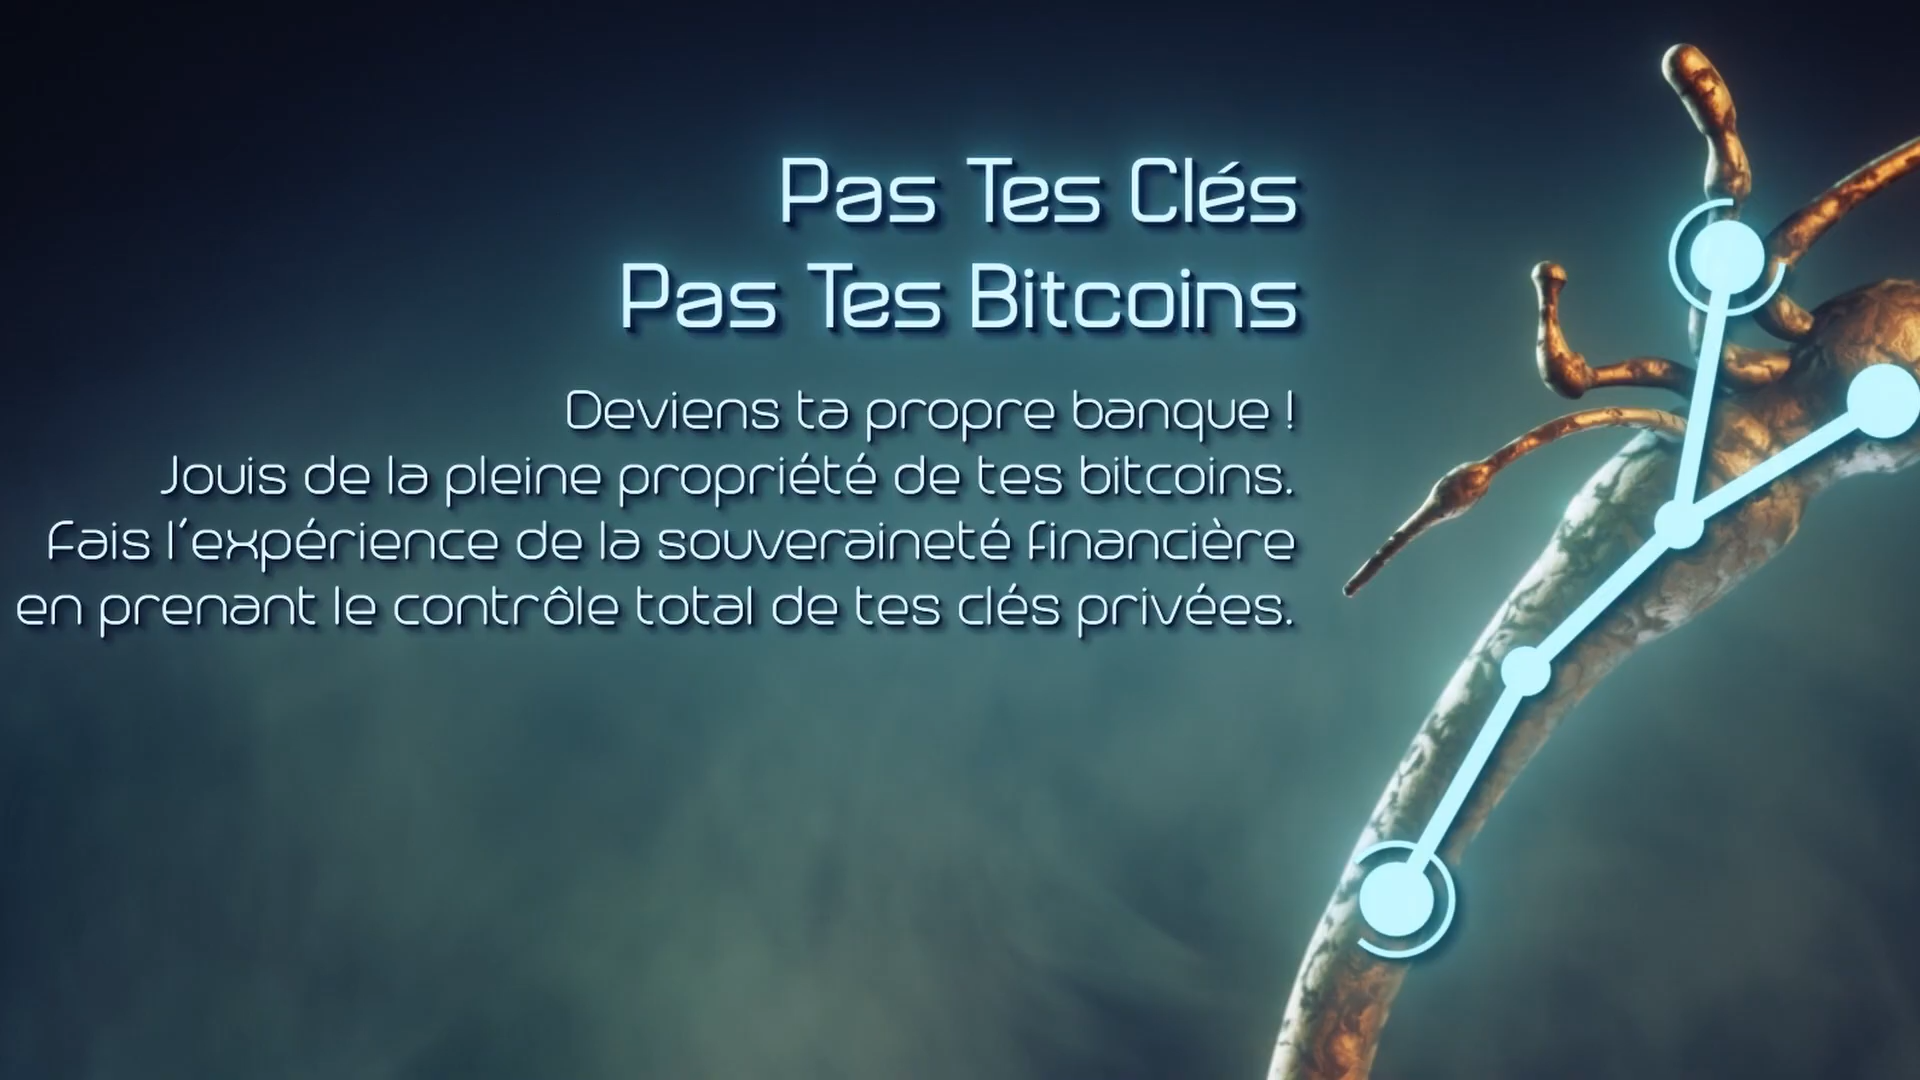 Pas Tes Clés
Pas Tes Bitcoins
Deviens ta propre banque !
Jouis de la pleine propriété de tes bitcoins.
Fais l'expérience de la souveraineté financière
en prenant le contrôle total de tes clés privées.